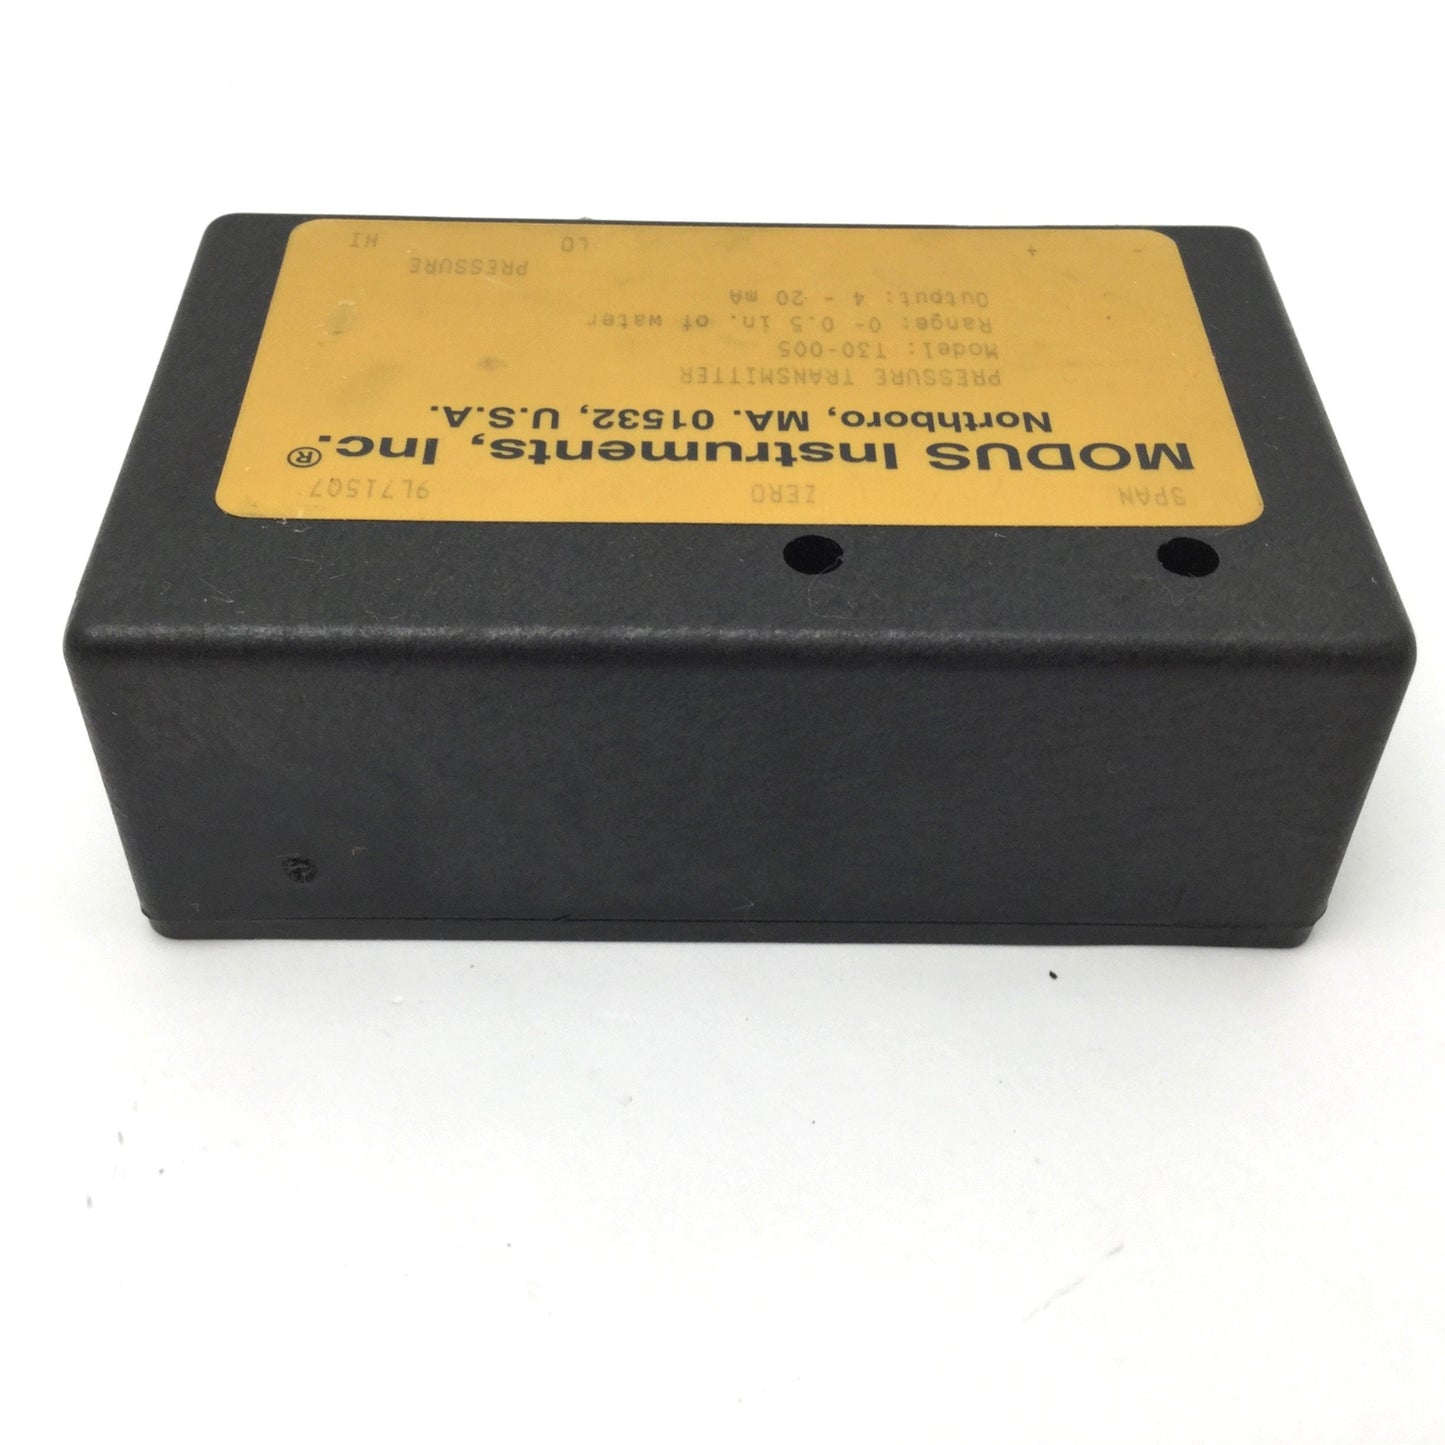 SPAN ZERO 9L71507
MODUS Instruments, Inc.®
Northboro, MA. 01532, U.S.A.
PRESSURE TRANSMITTER
Model: T30-005
Range: 0- 0.5 in. of water
Output: 4 - 20 mA
PRESSURE
- + LO HI